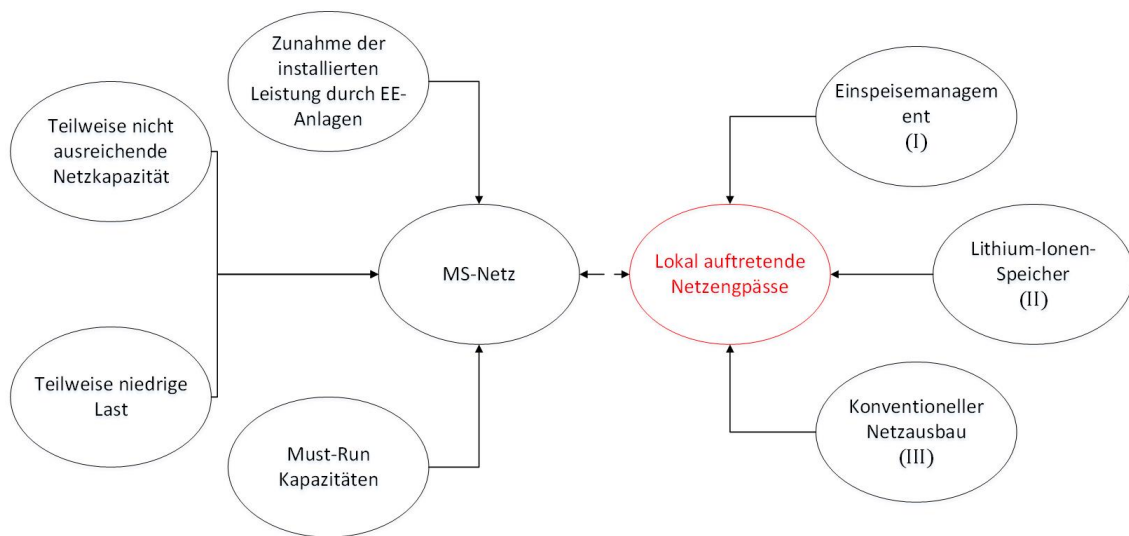 Zunahme der
installierten
Leistung durch EE-
Anlagen
Teilweise nicht
ausreichende
Netzkapazität
Teilweise niedrige
Last
Must-Run
Kapazitäten
MS-Netz
Lokal auftretende
Netzengpässe
Einspeisemanagem
ent
(I)
Lithium-Ionen-
Speicher
(II)
Konventioneller
Netzausbau
(III)